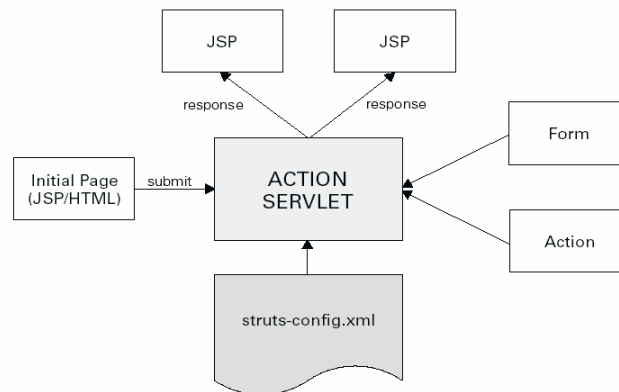 JSP
JSP
response
response
Form
Initial Page
(JSP/HTML)
submit
ACTION
SERVLET
Action
struts-config.xml